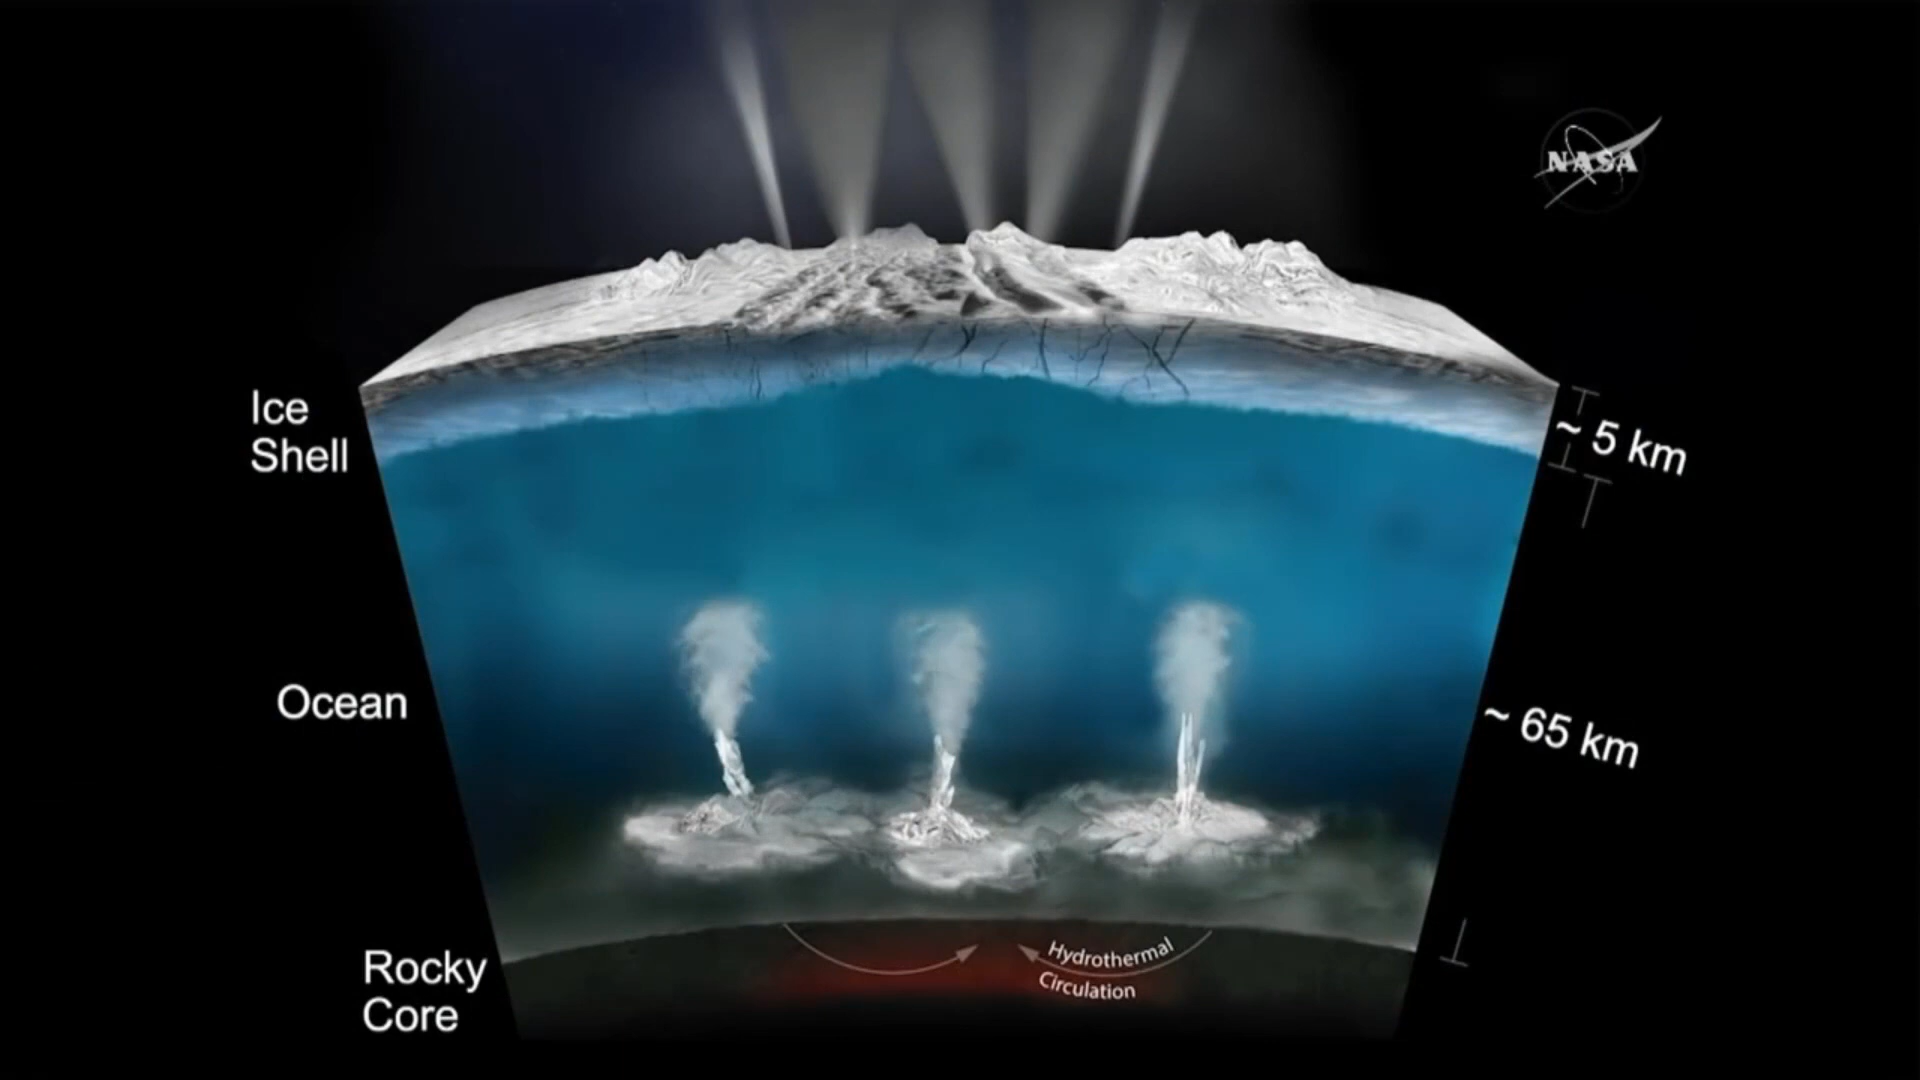 NASA
Ice
Shell
~ 5 km
Ocean
~ 65 km
Rocky
Core
Hydrothermal
Circulation